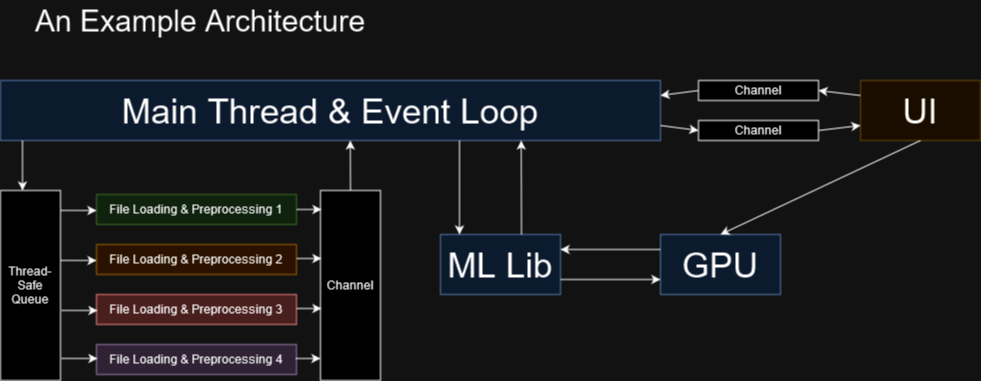 An Example Architecture
Main Thread & Event Loop
Channel
Channel
UI
Thread-
Safe
Queue
File Loading & Preprocessing 1
File Loading & Preprocessing 2
File Loading & Preprocessing 3
File Loading & Preprocessing 4
Channel
ML Lib
GPU